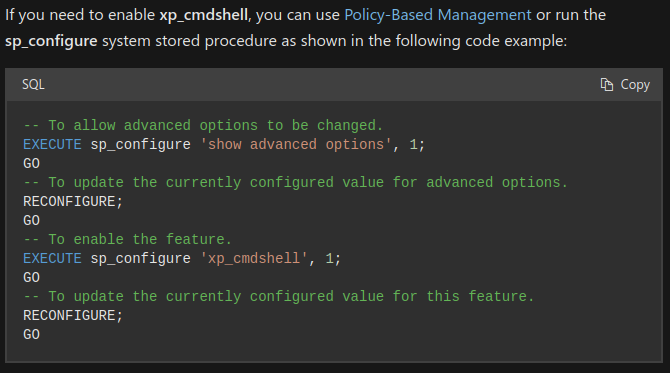 If you need to enable xp_cmdshell, you can use Policy-Based Management or run the
sp_configure system stored procedure as shown in the following code example:
SQL
Copy
-- To allow advanced options to be changed.
EXECUTE sp_configure 'show advanced options', 1;
GO
-- To update the currently configured value for advanced options.
RECONFIGURE;
GO
-- To enable the feature.
EXECUTE sp_configure 'xp_cmdshell', 1;
GO
-- To update the currently configured value for this feature.
RECONFIGURE;
GO